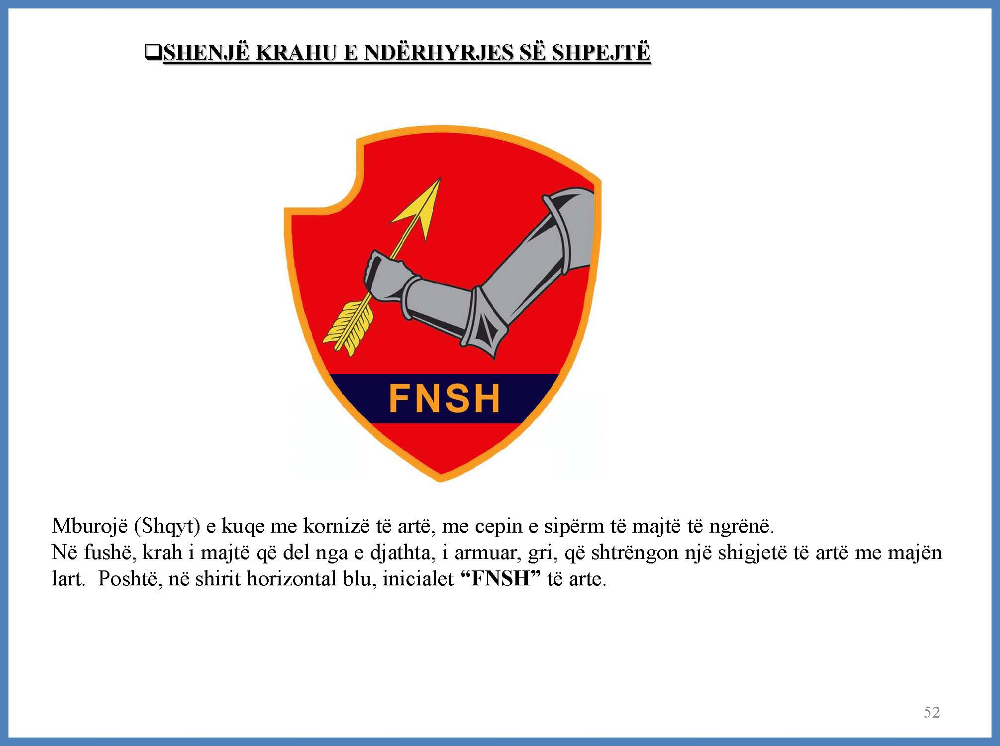 SHENJË KRAHU E NDËRHYRJES SË SHPEJTË
FNSH
Mburojë (Shqyt) e kuqe me kornizë të artë, me cepin e sipërm të majtë të ngrënë.
Në fushë, krah i majtë që del nga e djathta, i armuar, gri, që shtrëngon një shigjetë të artë me majën
lart. Poshtë, në shirit horizontal blu, inicialet “FNSH” të arte.
52